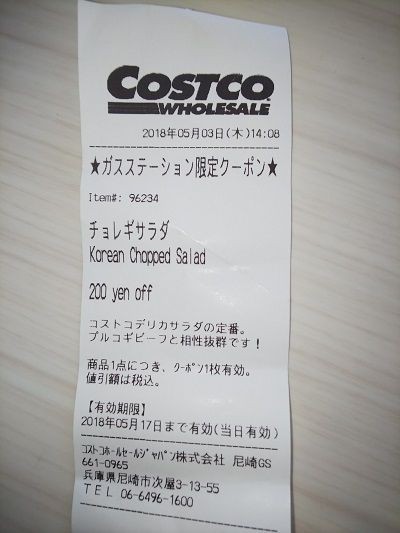 COSTCO
WHOLESALE
2018年05月03日(木)14:08
★ガスステーション限定クーポン★
Item#: 96234
チョレギサラダ
Korean Chopped Salad
200 yen off
コストコデリカサラダの定番。
プルコギビーフと相性抜群です！
商品1点につき、クーポン1枚有効。
値引額は税込。
【有効期限】
2018年05月17日まで有効(当日有効)
コストコホールセールジャパン株式会社 尼崎GS
661-0965
兵庫県尼崎市次屋3-13-55
TEL 06-6496-1600